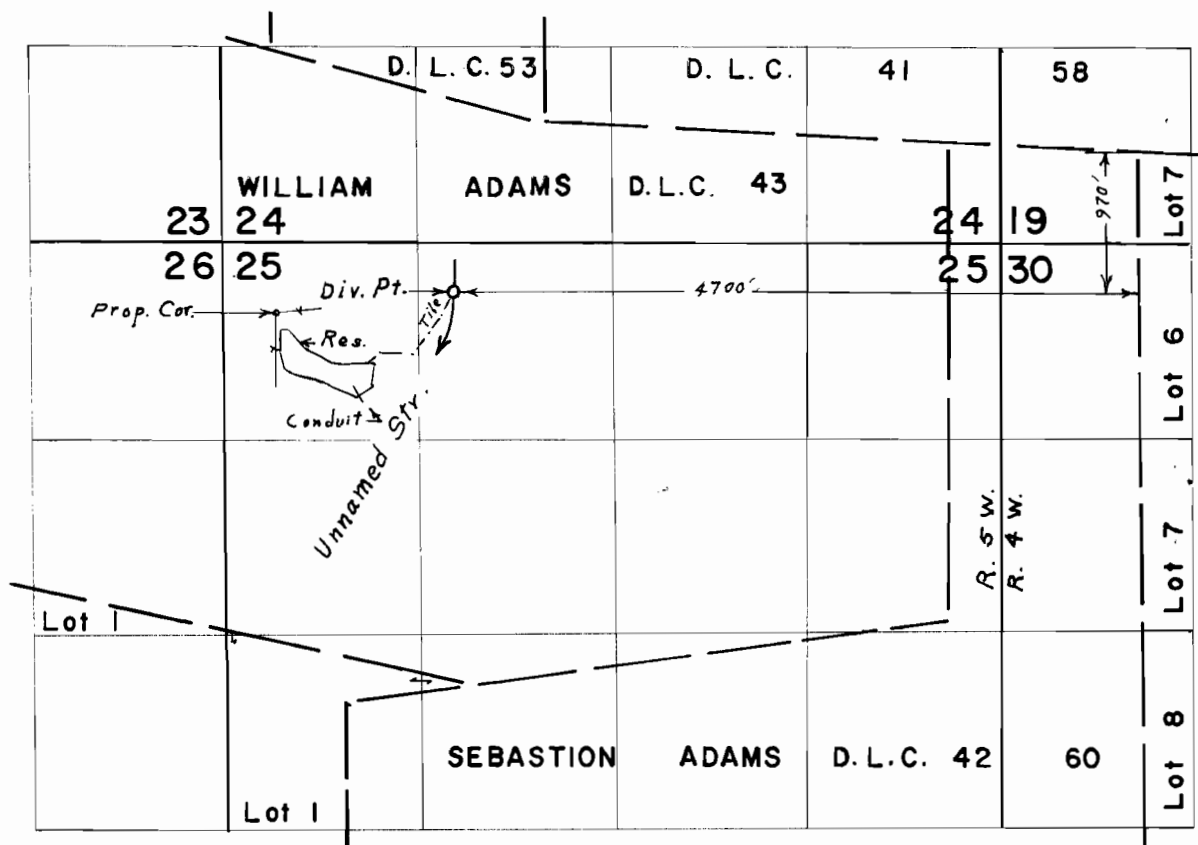 D. L. C. 53 D. L. C. 41 58
WILLIAM ADAMS D.L.C. 43
970'
Lot 7
23 24 24 19
26 25 25 30
Div. Pt. 4700'
Prop. Cor.
Tile
Res.
Lot 6
Conduit
Unnamed Str.
R. 5 W.
R. 4 W.
Lot 7
Lot 1
SEBASTION ADAMS D.L.C. 42 60
Lot 8
Lot 1